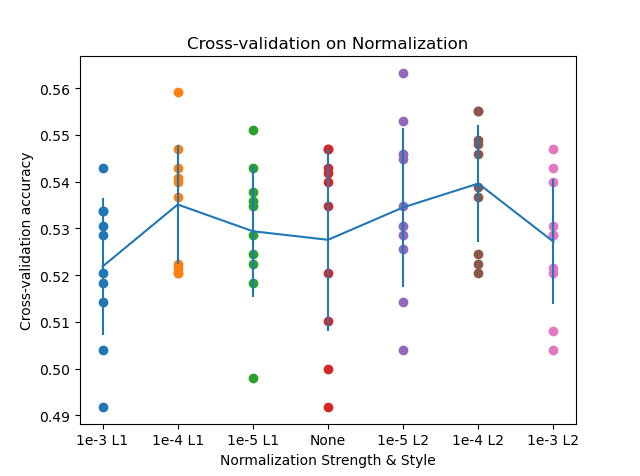 Cross-validation on Normalization
Cross-validation accuracy
0.56
0.55
0.54
0.53
0.52
0.51
0.50
0.49
1e-3 L1 1e-4 L1 1e-5 L1 None 1e-5 L2 1e-4 L2 1e-3 L2
Normalization Strength & Style